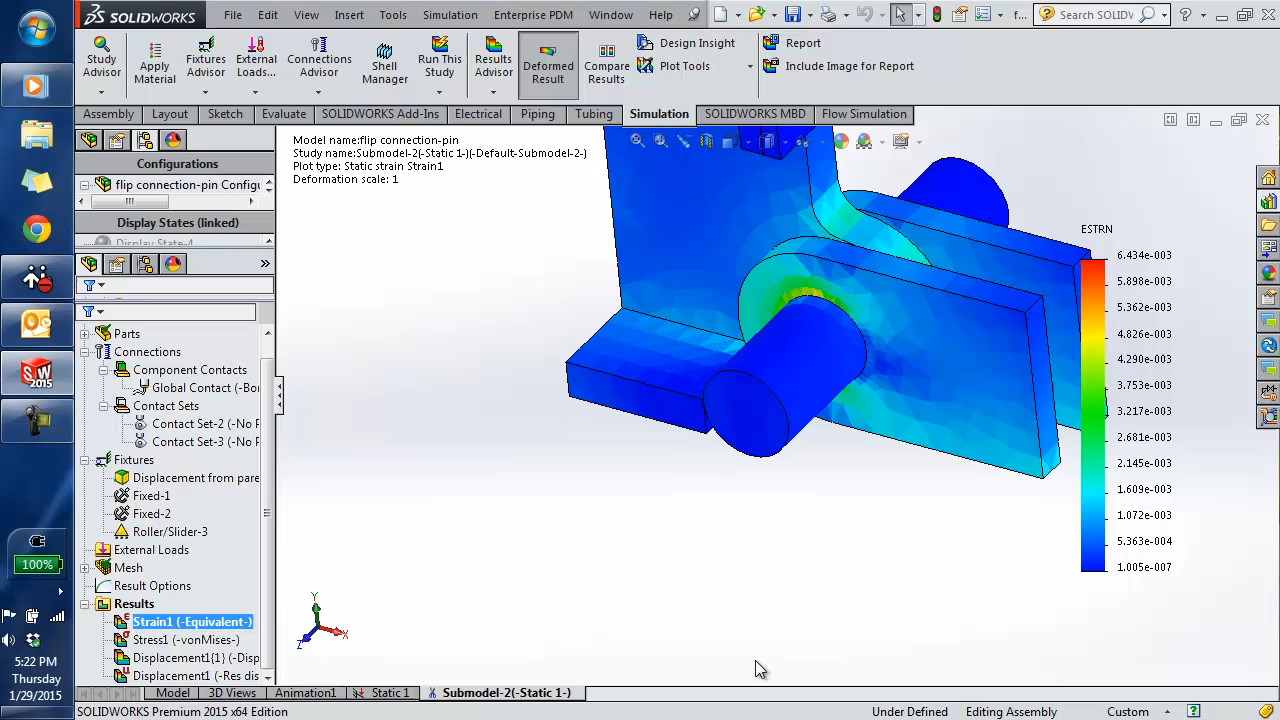 SOLIDWORKS
File Edit View Insert Tools Simulation Enterprise PDM Window Help
f...
Search SOLIDV
Study Advisor
Apply Material
Fixtures Advisor
External Loads...
Connections Advisor
Shell Manager
Run This Study
Results Advisor
Deformed Result
Compare Results
Design Insight
Plot Tools
Report
Include Image for Report
Assembly Layout Sketch Evaluate SOLIDWORKS Add-Ins Electrical Piping Tubing Simulation SOLIDWORKS MBD Flow Simulation
Configurations
flip connection-pin Configu
Display States (linked)
Display State-4
Parts
Connections
Component Contacts
Global Contact (-Bor
Contact Sets
Contact Set-2 (-No P
Contact Set-3 (-No P
Fixtures
Displacement from pare
Fixed-1
Fixed-2
Roller/Slider-3
External Loads
Mesh
Result Options
Results
Strain1 (-Equivalent-)
Stress1 (-vonMises-)
Displacement1{1} (-Disp
Displacement1 (-Res dis
Model name:flip connection-pin
Study name:Submodel-2(-Static 1-)(-Default-Submodel-2-)
Plot type: Static strain Strain1
Deformation scale: 1
ESTRN
6.434e-003
5.898e-003
5.362e-003
4.826e-003
4.290e-003
3.753e-003
3.217e-003
2.681e-003
2.145e-003
1.609e-003
1.072e-003
5.363e-004
1.005e-007
Y
X
Z
SW
2015
100%
5:22 PM
Thursday
1/29/2015
Model 3D Views Animation1 Static 1 Submodel-2(-Static 1-)
SOLIDWORKS Premium 2015 x64 Edition
Under Defined Editing Assembly Custom